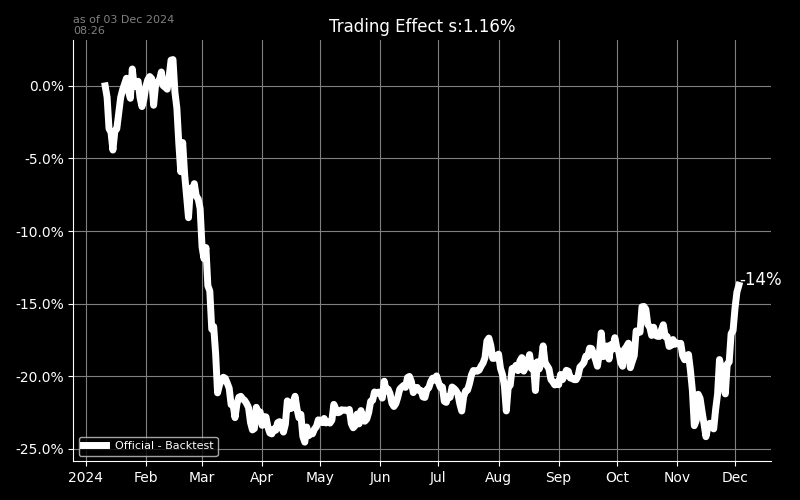 as of 03 Dec 2024
08:26
Trading Effect s:1.16%
0.0%
-5.0%
-10.0%
-15.0%
-20.0%
-25.0%
-14%
Official - Backtest
2024 Feb Mar Apr May Jun Jul Aug Sep Oct Nov Dec